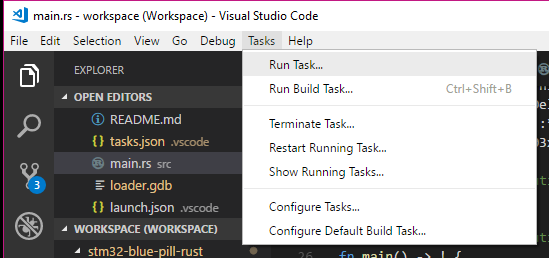 main.rs - workspace (Workspace) - Visual Studio Code
File Edit Selection View Go Debug Tasks Help
EXPLORER
OPEN EDITORS
README.md
tasks.json .vscode
main.rs src
loader.gdb
launch.json .vscode
WORKSPACE (WORKSPACE)
stm32-blue-pill-rust
3
Run Task...
Run Build Task... Ctrl+Shift+B
Terminate Task...
Restart Running Task...
Show Running Tasks...
Configure Tasks...
Configure Default Build Task...
26 fn main() -> ! {